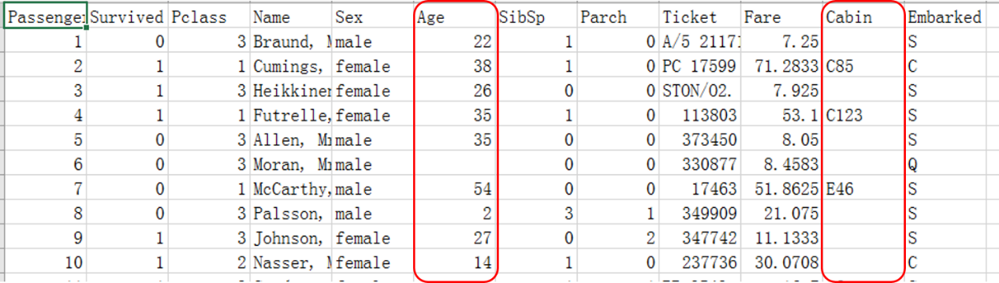 Passenger Survived Pclass Name Sex Age SibSp Parch Ticket Fare Cabin Embarked
1 0 3 Braund, male 22 1 0 A/5 21171 7.25 S
2 1 1 Cumings, female 38 1 0 PC 17599 71.2833 C85 C
3 1 3 Heikkinen female 26 0 0 STON/O2. 7.925 S
4 1 1 Futrelle, female 35 1 0 113803 53.1 C123 S
5 0 3 Allen, male 35 0 0 373450 8.05 S
6 0 3 Moran, male 0 0 330877 8.4583 Q
7 0 1 McCarthy, male 54 0 0 17463 51.8625 E46 S
8 0 3 Palsson, male 2 3 1 349909 21.075 S
9 1 3 Johnson, female 27 0 2 347742 11.1333 S
10 1 2 Nasser, female 14 1 0 237736 30.0708 C